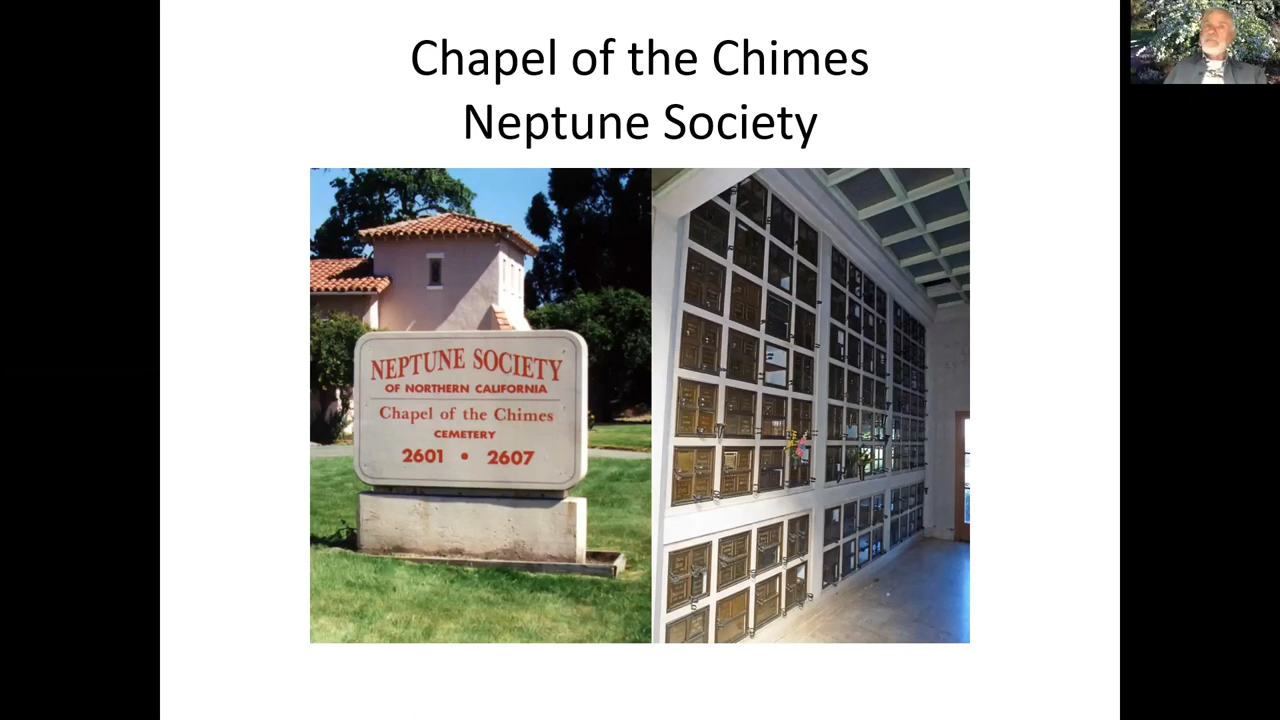 Chapel of the Chimes
Neptune Society
NEPTUNE SOCIETY
OF NORTHERN CALIFORNIA
Chapel of the Chimes
CEMETERY
2601 • 2607